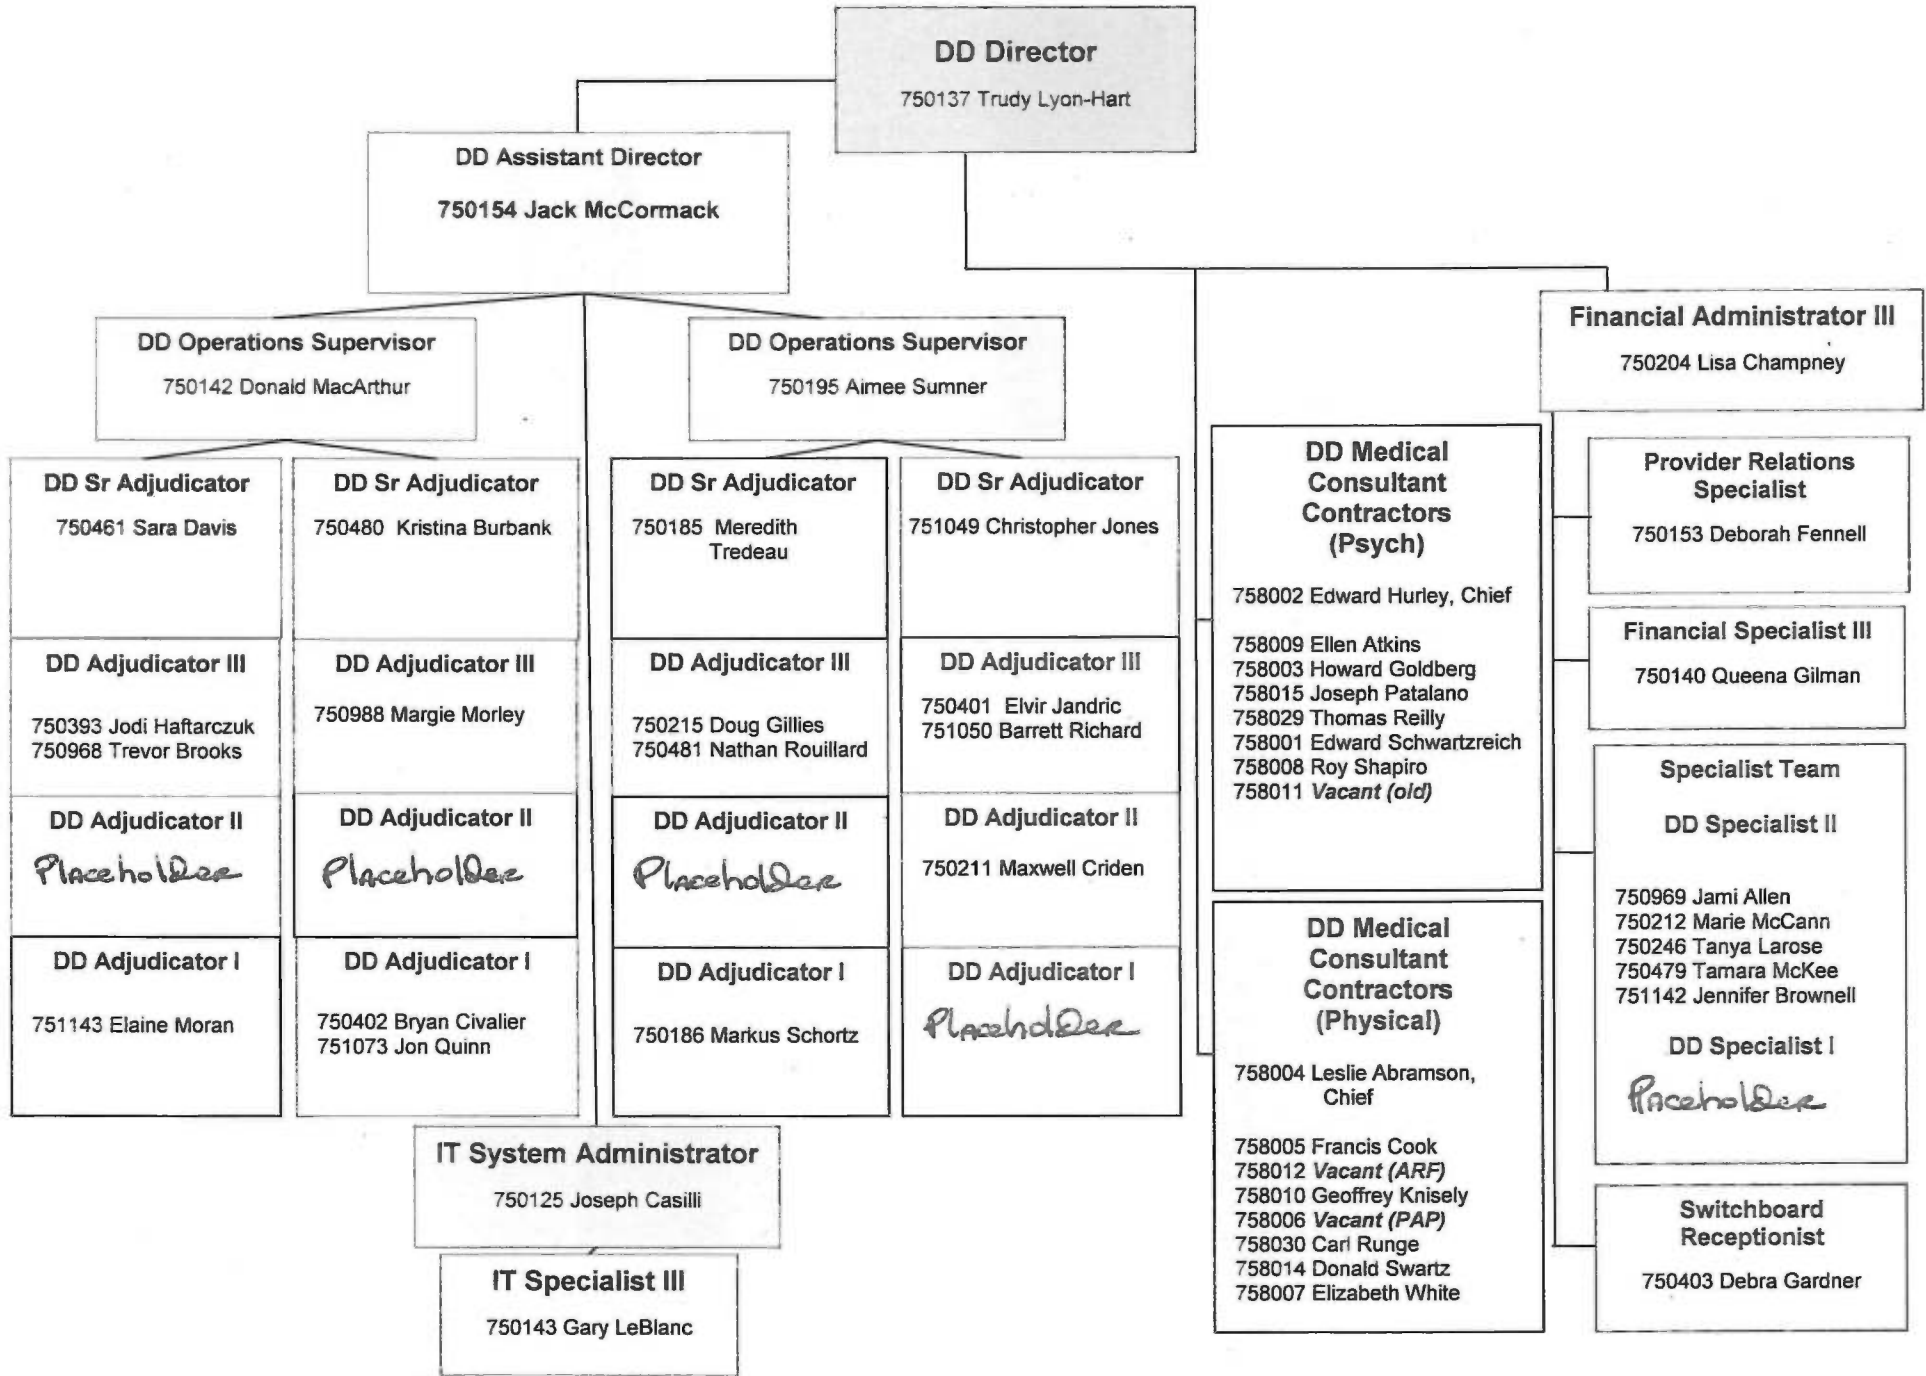 DD Director
750137 Trudy Lyon-Hart
DD Assistant Director
750154 Jack McCormack
DD Operations Supervisor
750142 Donald MacArthur
DD Operations Supervisor
750195 Aimee Sumner
Financial Administrator III
750204 Lisa Champney
DD Sr Adjudicator
750461 Sara Davis
DD Adjudicator III
750393 Jodi Haftarczuk
750968 Trevor Brooks
DD Adjudicator II
Placeholder
DD Adjudicator I
751143 Elaine Moran
DD Sr Adjudicator
750480 Kristina Burbank
DD Adjudicator III
750988 Margie Morley
DD Adjudicator II
Placeholder
DD Adjudicator I
750402 Bryan Civalier
751073 Jon Quinn
DD Sr Adjudicator
750185 Meredith
Tredeau
DD Adjudicator III
750215 Doug Gillies
750481 Nathan Rouillard
DD Adjudicator II
Placeholder
DD Adjudicator I
750186 Markus Schortz
DD Sr Adjudicator
751049 Christopher Jones
DD Adjudicator III
750401 Elvir Jandric
751050 Barrett Richard
DD Adjudicator II
750211 Maxwell Criden
DD Adjudicator I
Placeholder
IT System Administrator
750125 Joseph Casilli
IT Specialist III
750143 Gary LeBlanc
DD Medical
Consultant
Contractors
(Psych)
758002 Edward Hurley, Chief
758009 Ellen Atkins
758003 Howard Goldberg
758015 Joseph Patalano
758029 Thomas Reilly
758001 Edward Schwartzreich
758008 Roy Shapiro
758011 Vacant (old)
DD Medical
Consultant
Contractors
(Physical)
758004 Leslie Abramson,
Chief
758005 Francis Cook
758012 Vacant (ARF)
758010 Geoffrey Knisely
758006 Vacant (PAP)
758030 Carl Runge
758014 Donald Swartz
758007 Elizabeth White
Provider Relations
Specialist
750153 Deborah Fennell
Financial Specialist III
750140 Queena Gilman
Specialist Team
DD Specialist II
750969 Jami Allen
750212 Marie McCann
750246 Tanya Larose
750479 Tamara McKee
751142 Jennifer Brownell
DD Specialist I
Placeholder
Switchboard
Receptionist
750403 Debra Gardner